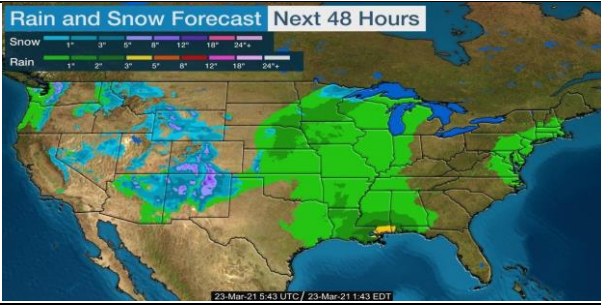 Rain and Snow Forecast Next 48 Hours
Snow
1" 3" 5" 8" 12" 18" 24"+
Rain
1" 2" 3" 5" 8" 12" 18" 24"+
23-Mar-21 5:43 UTC / 23-Mar-21 1:43 EDT